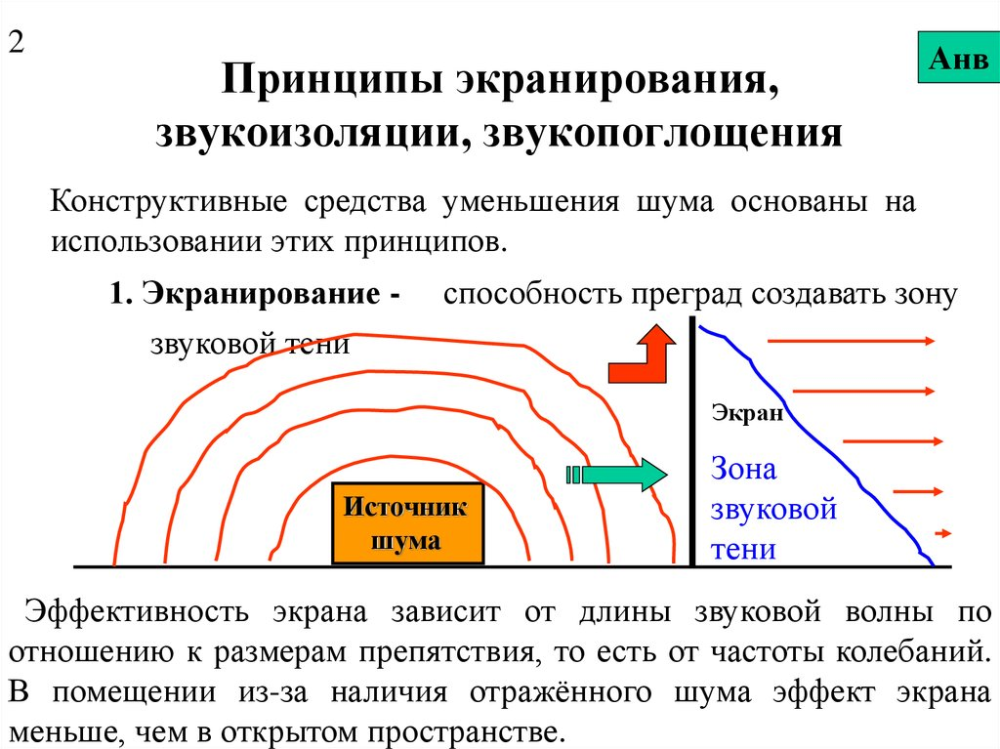 2
Анв
Принципы экранирования,
звукоизоляции, звукопоглощения
Конструктивные средства уменьшения шума основаны на
использовании этих принципов.
1. Экранирование - способность преград создавать зону
звуковой тени
Экран
Зона
звуковой
тени
Источник
шума
Эффективность экрана зависит от длины звуковой волны по
отношению к размерам препятствия, то есть от частоты колебаний.
В помещении из-за наличия отражённого шума эффект экрана
меньше, чем в открытом пространстве.